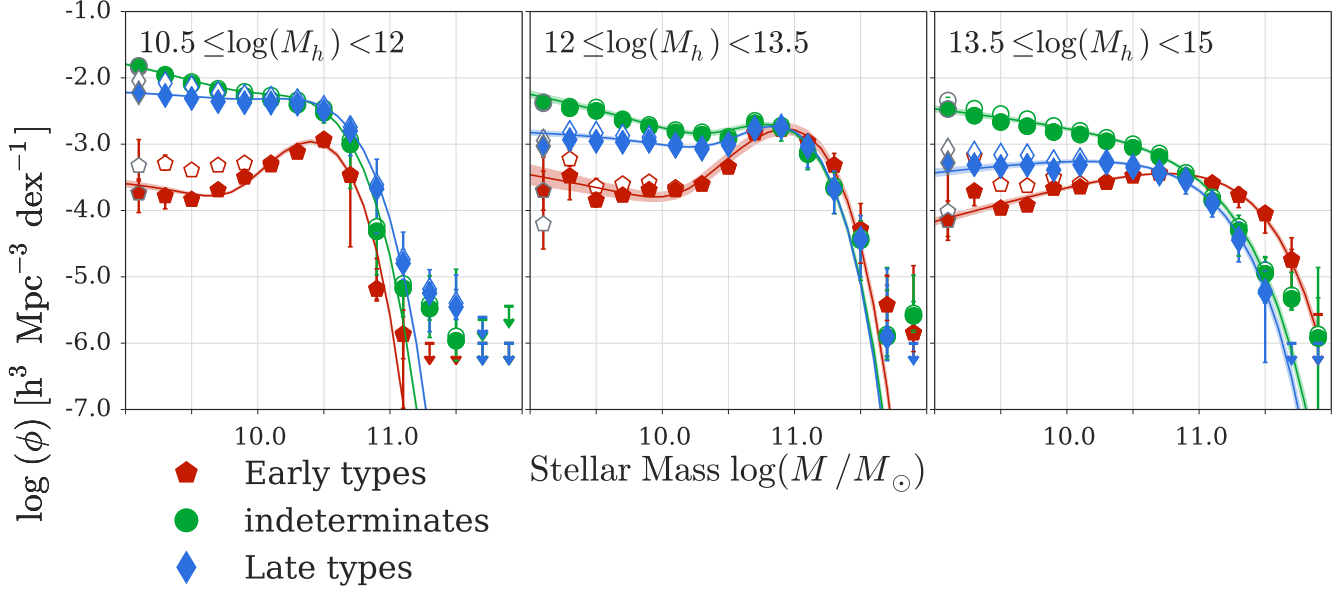 10.5 ≤log(M_h) <12
12 ≤log(M_h) <13.5
13.5 ≤log(M_h) <15
-1.0
-2.0
-3.0
-4.0
-5.0
-6.0
-7.0
log (ϕ) [h³ Mpc⁻³ dex⁻¹]
10.0 11.0
10.0 11.0
10.0 11.0
Stellar Mass log(M/M_⊙)
Early types
indeterminates
Late types